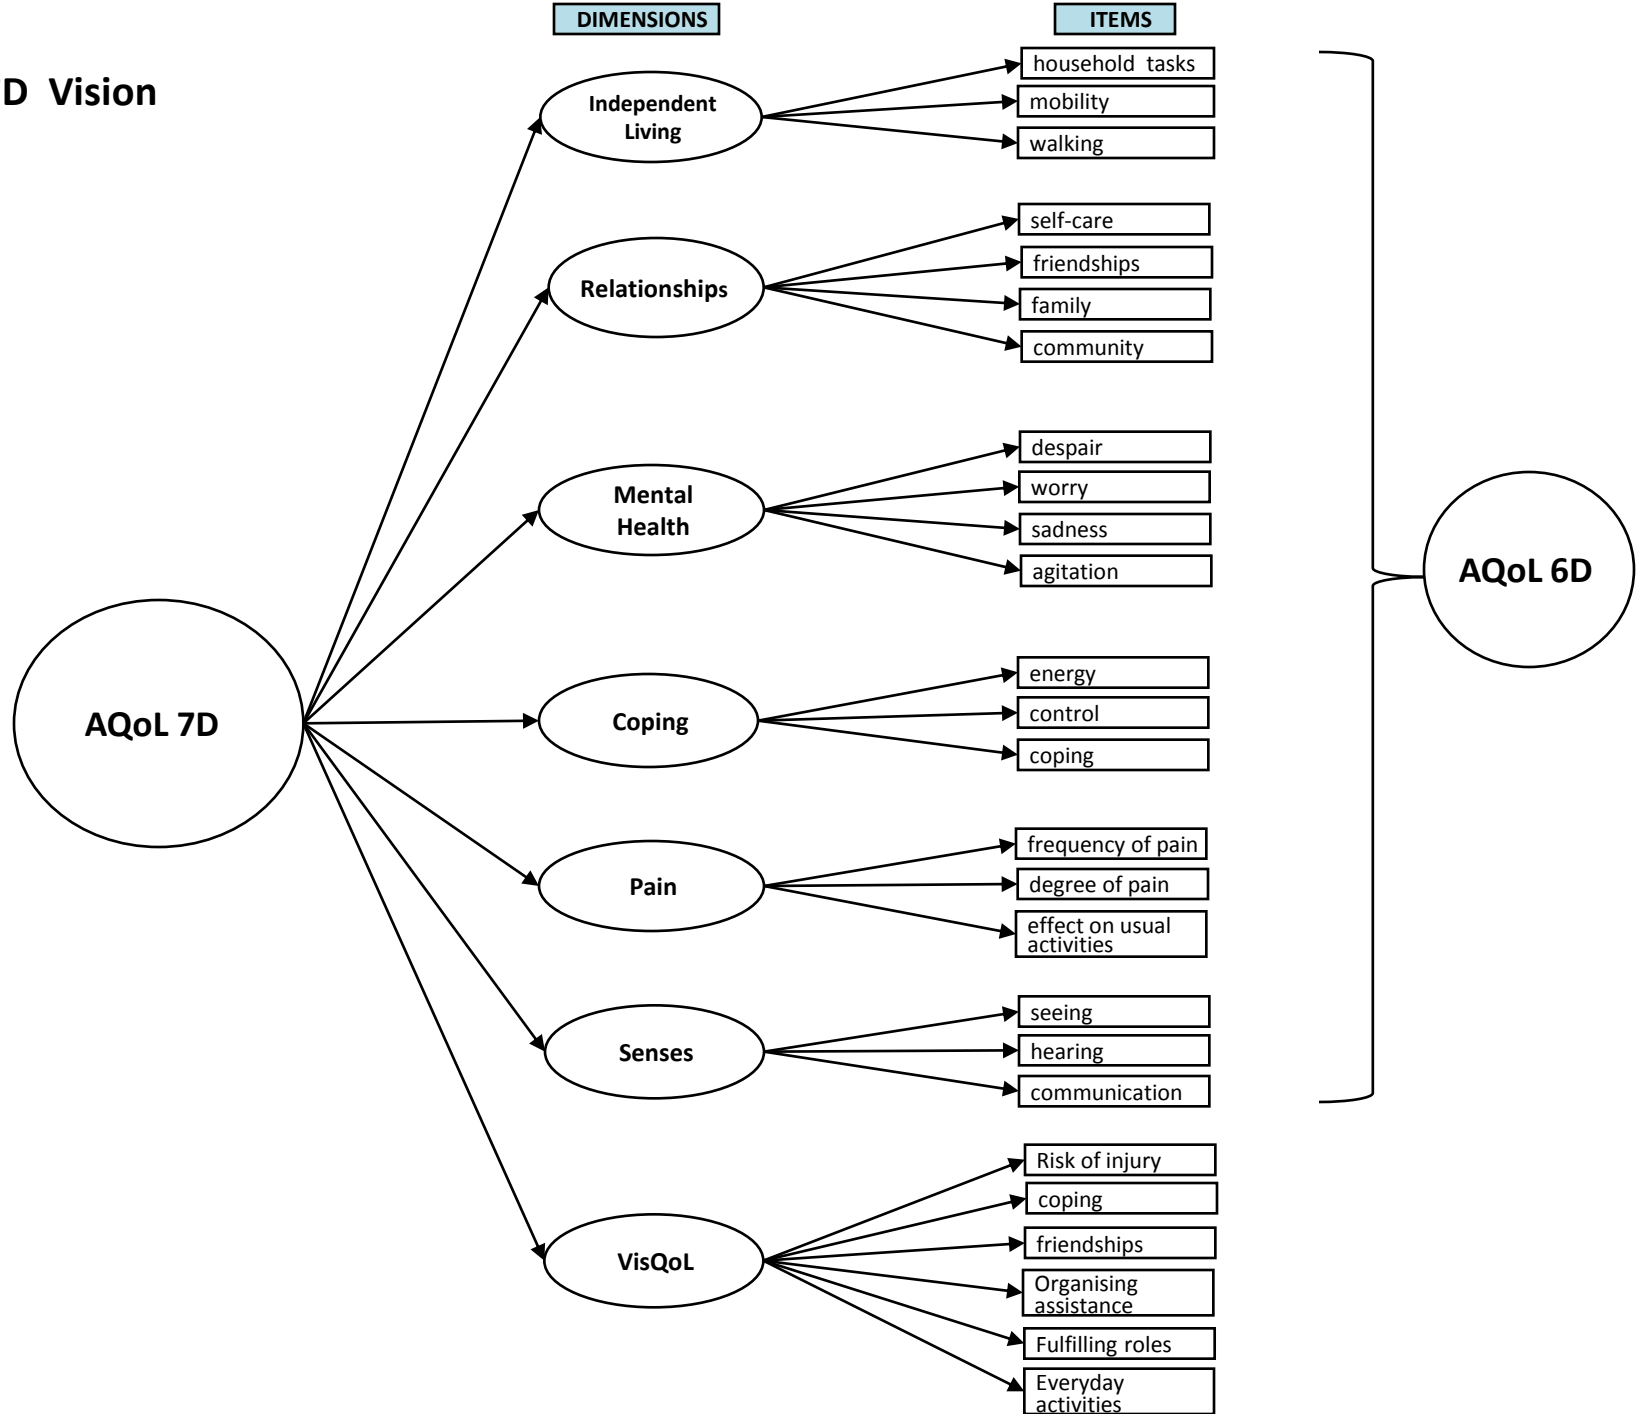 DIMENSIONS
ITEMS
D Vision
Independent
Living
household tasks
mobility
walking
Relationships
self-care
friendships
family
community
Mental
Health
despair
worry
sadness
agitation
AQoL 7D
AQoL 6D
Coping
energy
control
coping
Pain
frequency of pain
degree of pain
effect on usual
activities
Senses
seeing
hearing
communication
VisQoL
Risk of injury
coping
friendships
Organising
assistance
Fulfilling roles
Everyday
activities